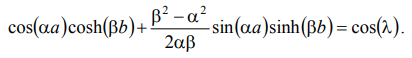 cos(αa)cosh(βb)+ β² – α² / 2αβ sin(αa)sinh(βb) = cos(λ).